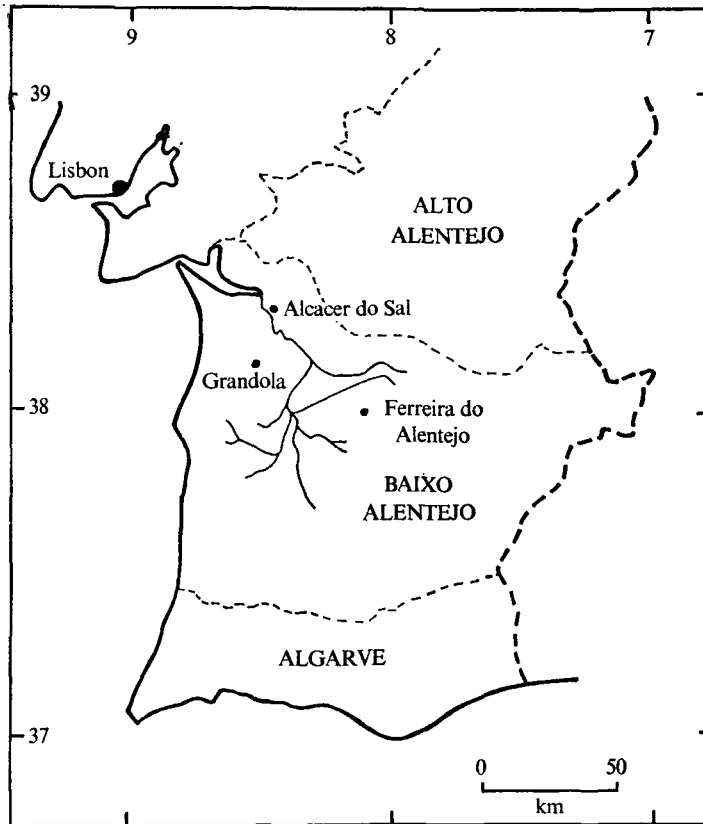 9 8 7
39
Lisbon
ALTO
ALENTEJO
Alcacer do Sal
Grandola
38
Ferreira do
Alentejo
BAIXO
ALENTEJO
ALGARVE
37
0 50
km